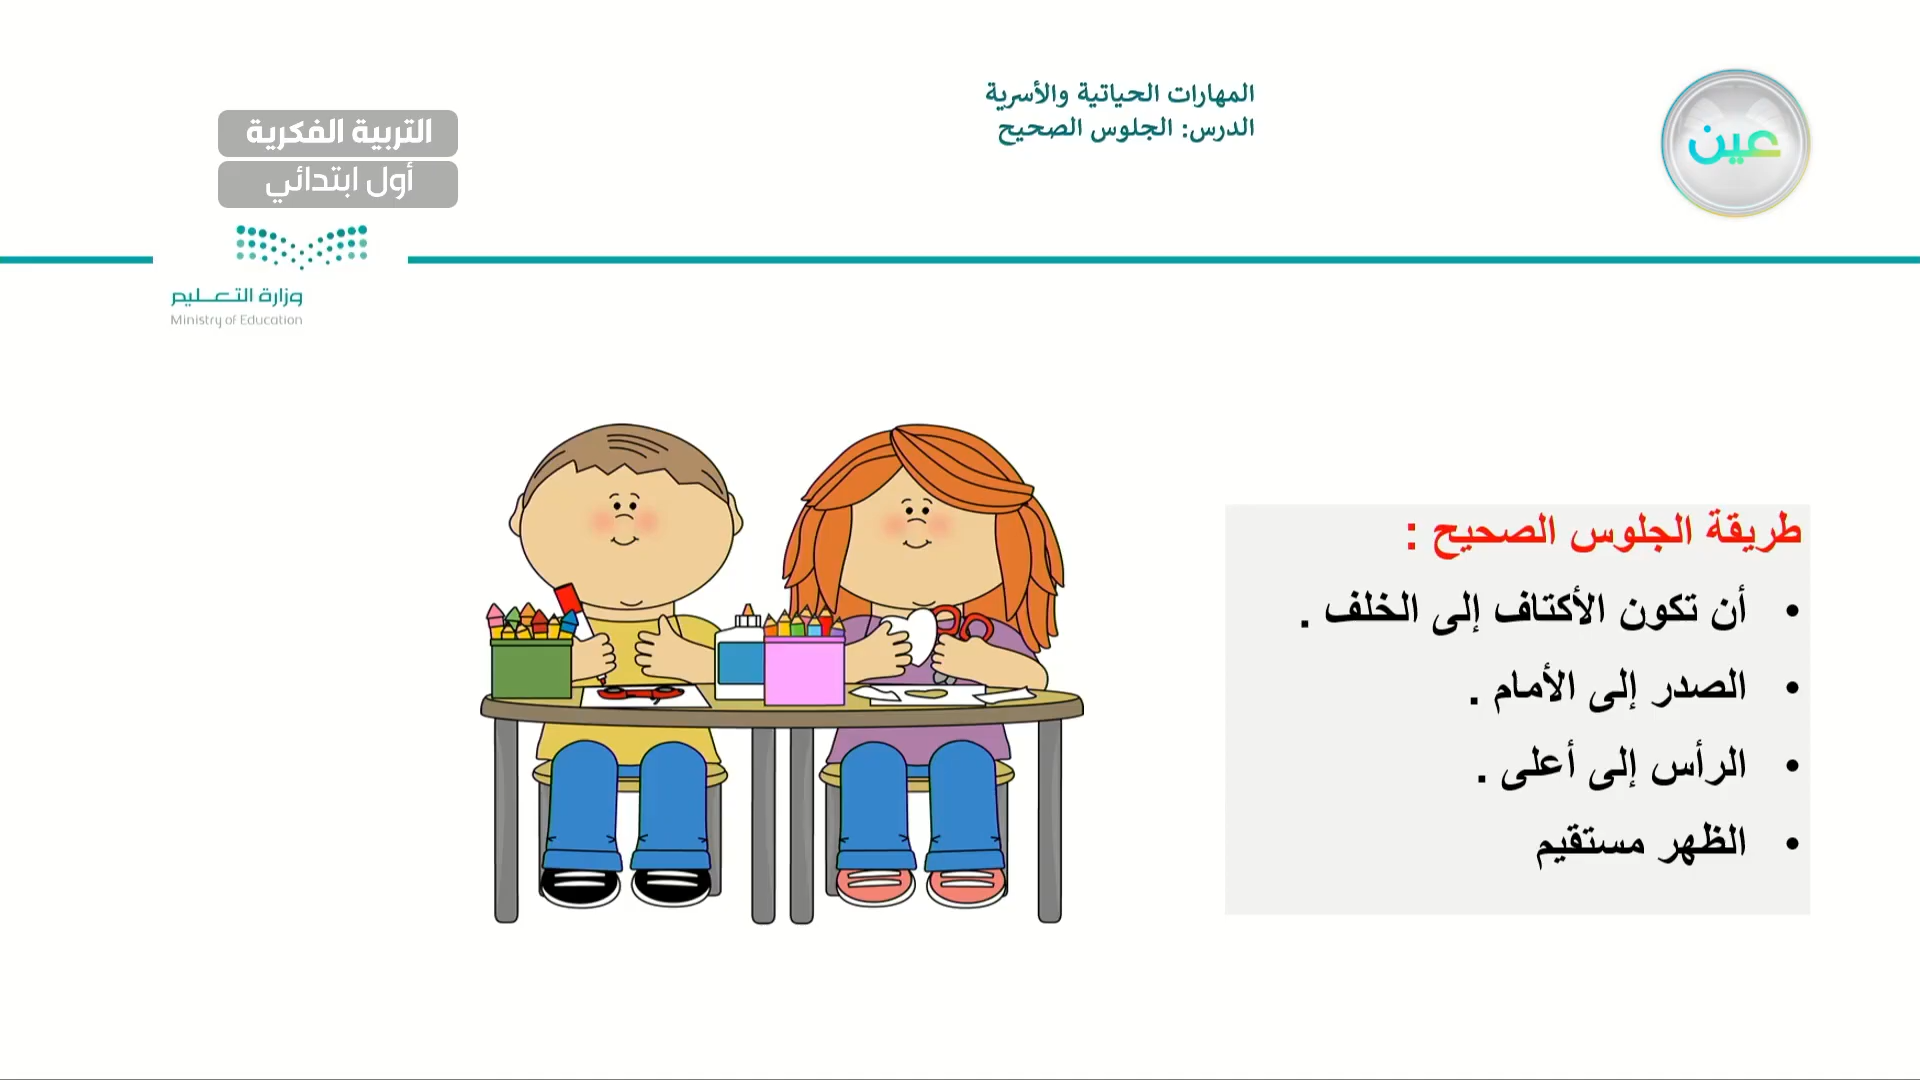 المهارات الحياتية والأسرية
الدرس: الجلوس الصحيح
عين
التربية الفكرية
أول ابتدائي
وزارة التعليم
Ministry of Education
طريقة الجلوس الصحيح :
• أن تكون الأكتاف إلى الخلف .
• الصدر إلى الأمام .
• الرأس إلى أعلى .
• الظهر مستقيم